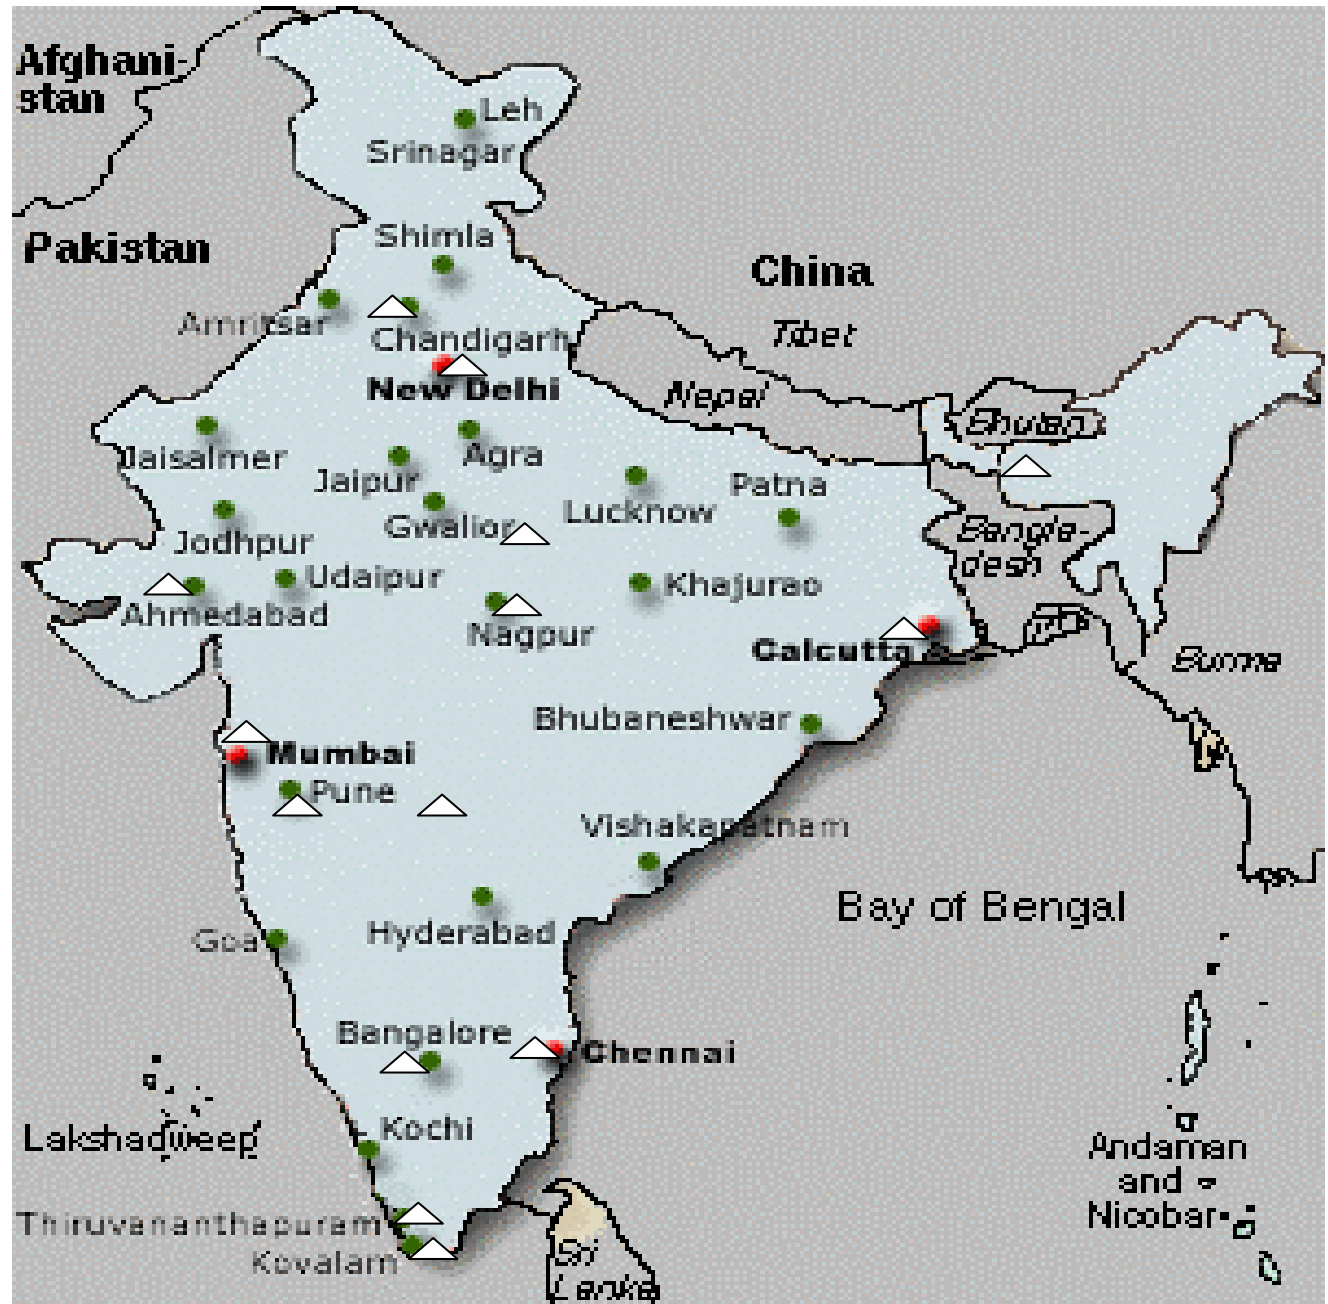 Afghani-
stan
Leh
Srinagar
Pakistan
Shimla
China
Tibet
Amritsar
Chandigarh
New Delhi
Nepal
Bhutan
Jaisalmer
Agra
Jaipur
Patna
Lucknow
Gwalior
Jodhpur
Bangla-
desh
Udaipur
Khajurao
Ahmedabad
Nagpur
Calcutta
Burma
Bhubaneshwar
Mumbai
Pune
Vishakapatnam
Bay of Bengal
Hyderabad
Goa
Bangalore
Chennai
Kochi
Lakshadweep
Andaman
and
Nicobar
Thiruvananthapuram
Kovalam
Sri
Lanka